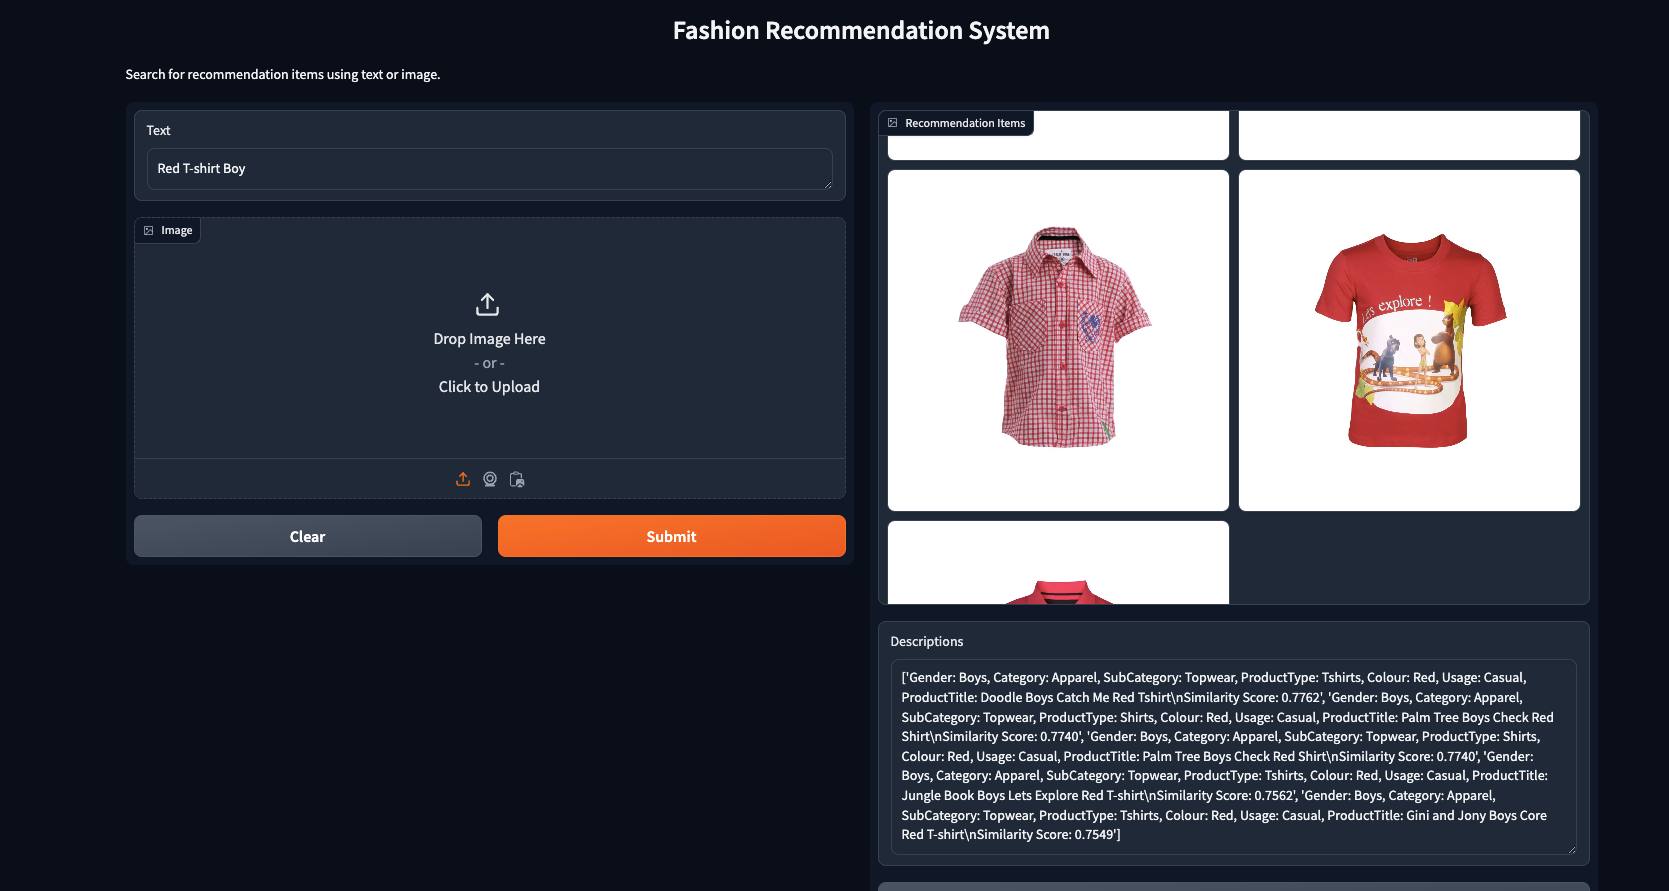 Fashion Recommendation System
Search for recommendation items using text or image.
Text
Red T-shirt Boy
Image
Drop Image Here
- or -
Click to Upload
Clear
Submit
Recommendation Items
Lets explore !
Descriptions
['Gender: Boys, Category: Apparel, SubCategory: Topwear, ProductType: Tshirts, Colour: Red, Usage: Casual,
ProductTitle: Doodle Boys Catch Me Red Tshirt\nSimilarity Score: 0.7762', 'Gender: Boys, Category: Apparel,
SubCategory: Topwear, ProductType: Shirts, Colour: Red, Usage: Casual, ProductTitle: Palm Tree Boys Check Red
Shirt\nSimilarity Score: 0.7740', 'Gender: Boys, Category: Apparel, SubCategory: Topwear, ProductType: Shirts,
Colour: Red, Usage: Casual, ProductTitle: Palm Tree Boys Check Red Shirt\nSimilarity Score: 0.7740', 'Gender:
Boys, Category: Apparel, SubCategory: Topwear, ProductType: Tshirts, Colour: Red, Usage: Casual, ProductTitle:
Jungle Book Boys Lets Explore Red T-shirt\nSimilarity Score: 0.7562', 'Gender: Boys, Category: Apparel,
SubCategory: Topwear, ProductType: Tshirts, Colour: Red, Usage: Casual, ProductTitle: Gini and Jony Boys Core
Red T-shirt\nSimilarity Score: 0.7549']